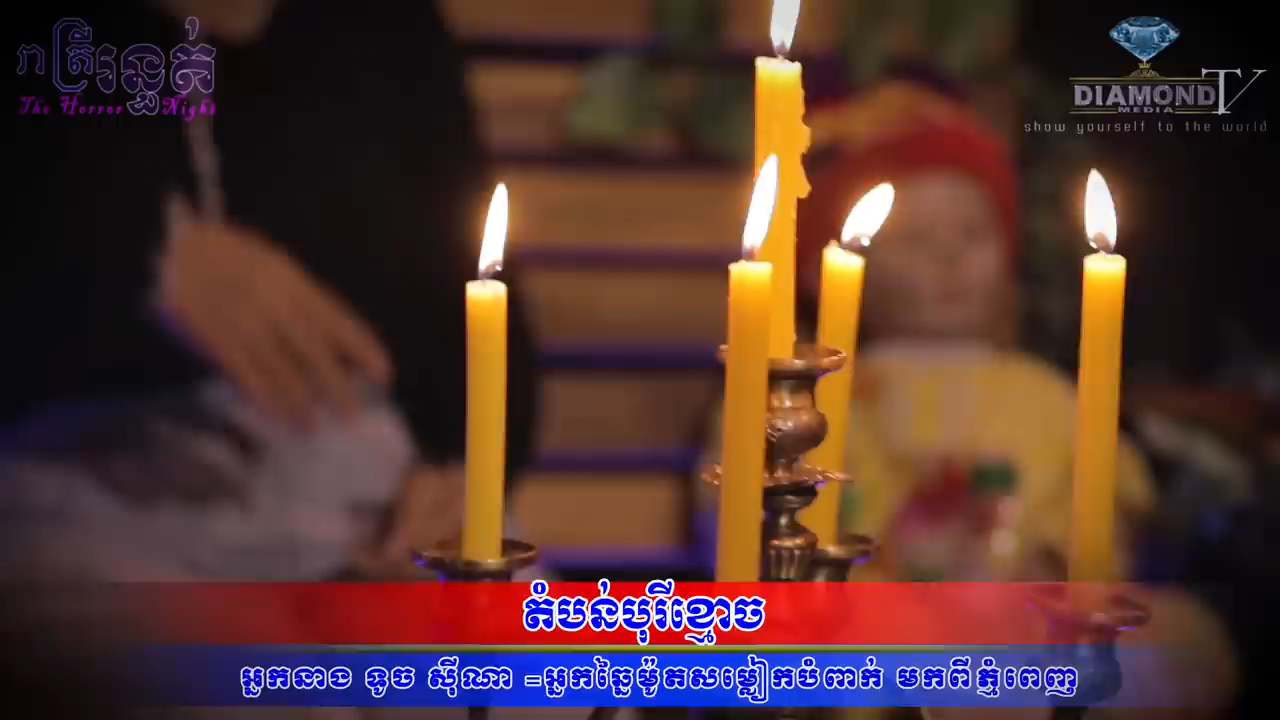 រាត្រីរន្ធត់
The Horror Night
DIAMOND TV
MEDIA
show yourself to the world
តំបន់បុរីខ្មោច
អ្នកនាង ទូច ស៊ីណា =អ្នកឆ្នៃម៉ូតសម្លៀកបំពាក់ មកពីភ្នំពេញ